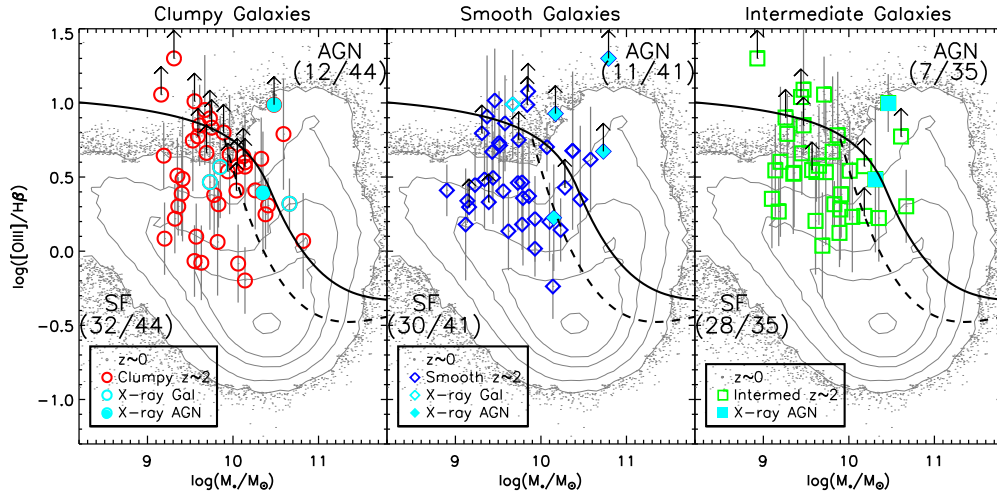 Clumpy Galaxies
Smooth Galaxies
Intermediate Galaxies
log([OIII]/Hβ)
1.5
1.0
0.5
0.0
−0.5
−1.0
AGN
(12/44)
SF
(32/44)
z~0
Clumpy z~2
X−ray Gal
X−ray AGN
AGN
(11/41)
SF
(30/41)
z~0
Smooth z~2
X−ray Gal
X−ray AGN
AGN
(7/35)
SF
(28/35)
z~0
Intermed z~2
X−ray AGN
9 10 11
9 10 11
9 10 11
log(M*/M⊙)
log(M*/M⊙)
log(M*/M⊙)